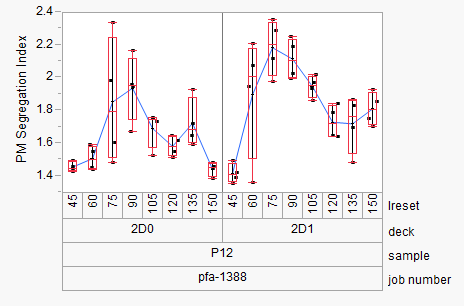 PM Segregation Index
2.4
2.2
2.0
1.8
1.6
1.4
45 60 75 90 105 120 135 150 45 60 75 90 105 120 135 150 lreset
2D0 2D1 deck
P12 sample
pfa-1388 job number